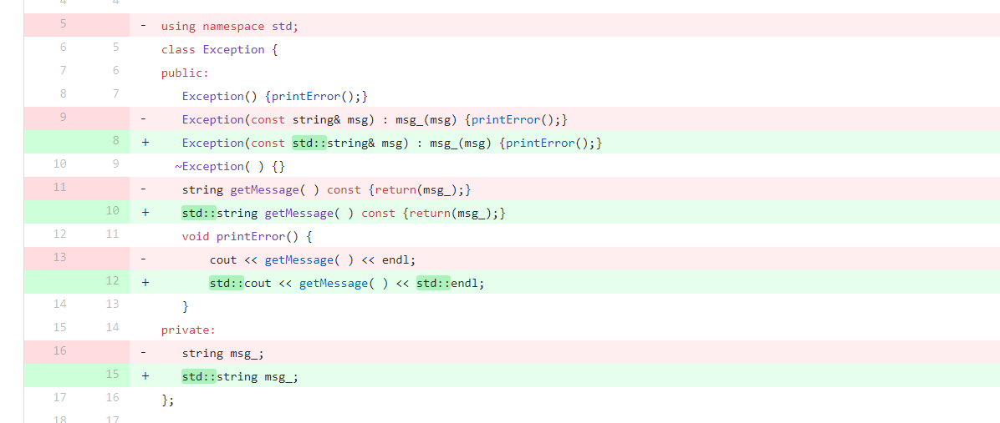 4 4
5 - using namespace std;
6 5 class Exception {
7 6 public:
8 7 Exception() {printError();}
9 - Exception(const string& msg) : msg_(msg) {printError();}
8 + Exception(const std::string& msg) : msg_(msg) {printError();}
10 9 ~Exception( ) {}
11 - string getMessage( ) const {return(msg_);}
10 + std::string getMessage( ) const {return(msg_);}
12 11 void printError() {
13 - cout << getMessage( ) << endl;
12 + std::cout << getMessage( ) << std::endl;
14 13 }
15 14 private:
16 - string msg_;
15 + std::string msg_;
17 16 };
18 17